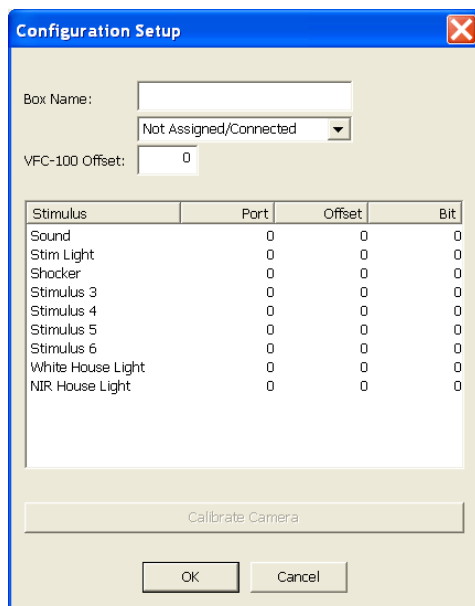 Configuration Setup
Box Name:
Not Assigned/Connected
VFC-100 Offset: 0
Stimulus Port Offset Bit
Sound 0 0 0
Stim Light 0 0 0
Shocker 0 0 0
Stimulus 3 0 0 0
Stimulus 4 0 0 0
Stimulus 5 0 0 0
Stimulus 6 0 0 0
White House Light 0 0 0
NIR House Light 0 0 0
Calibrate Camera
OK Cancel